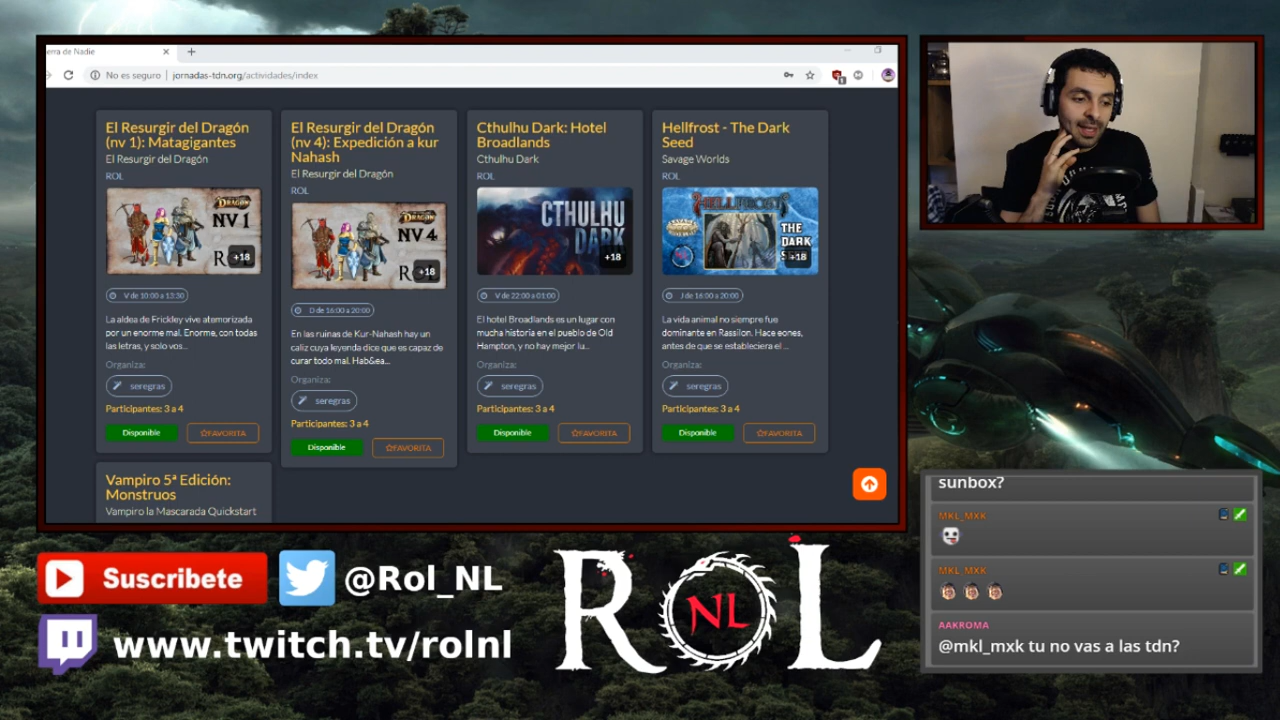 erra de Nadie
No es seguro | jornadas-tdn.org/actividades/index
El Resurgir del Dragón
(nv 1): Matagigantes
El Resurgir del Dragón
ROL
DRAGON
NV 1
+18
V de 10:00 a 13:30
La aldea de Frickley vive atemorizada
por un enorme mal. Enorme, con todas
las letras, y solo vos...
Organiza:
seregras
Participantes: 3 a 4
Disponible
FAVORITA
El Resurgir del Dragón
(nv 4): Expedición a kur
Nahash
El Resurgir del Dragón
ROL
DRAGON
NV 4
+18
D de 16:00 a 20:00
En las ruinas de Kur-Nahash hay un
caliz cuya leyenda dice que es capaz de
curar todo mal. Hab&ea...
Organiza:
seregras
Participantes: 3 a 4
Disponible
FAVORITA
Cthulhu Dark: Hotel
Broadlands
Cthulhu Dark
ROL
CTHULHU
DARK
+18
V de 22:00 a 01:00
El hotel Broadlands es un lugar con
mucha historia en el pueblo de Old
Hampton, y no hay mejor lu...
Organiza:
seregras
Participantes: 3 a 4
Disponible
FAVORITA
Hellfrost - The Dark
Seed
Savage Worlds
ROL
HELLFROST
THE
DARK
+18
J de 16:00 a 20:00
La vida animal no siempre fue
dominante en Rassilon. Hace eones,
antes de que se estableciera el ...
Organiza:
seregras
Participantes: 3 a 4
Disponible
FAVORITA
Vampiro 5ª Edición:
Monstruos
Vampiro la Mascarada Quickstart
sunbox?
MKL_MXK
MKL_MXK
AAKROMA
@mkl_mxk tu no vas a las tdn?
Suscribete
@Rol_NL
www.twitch.tv/rolnl
ROL
NL